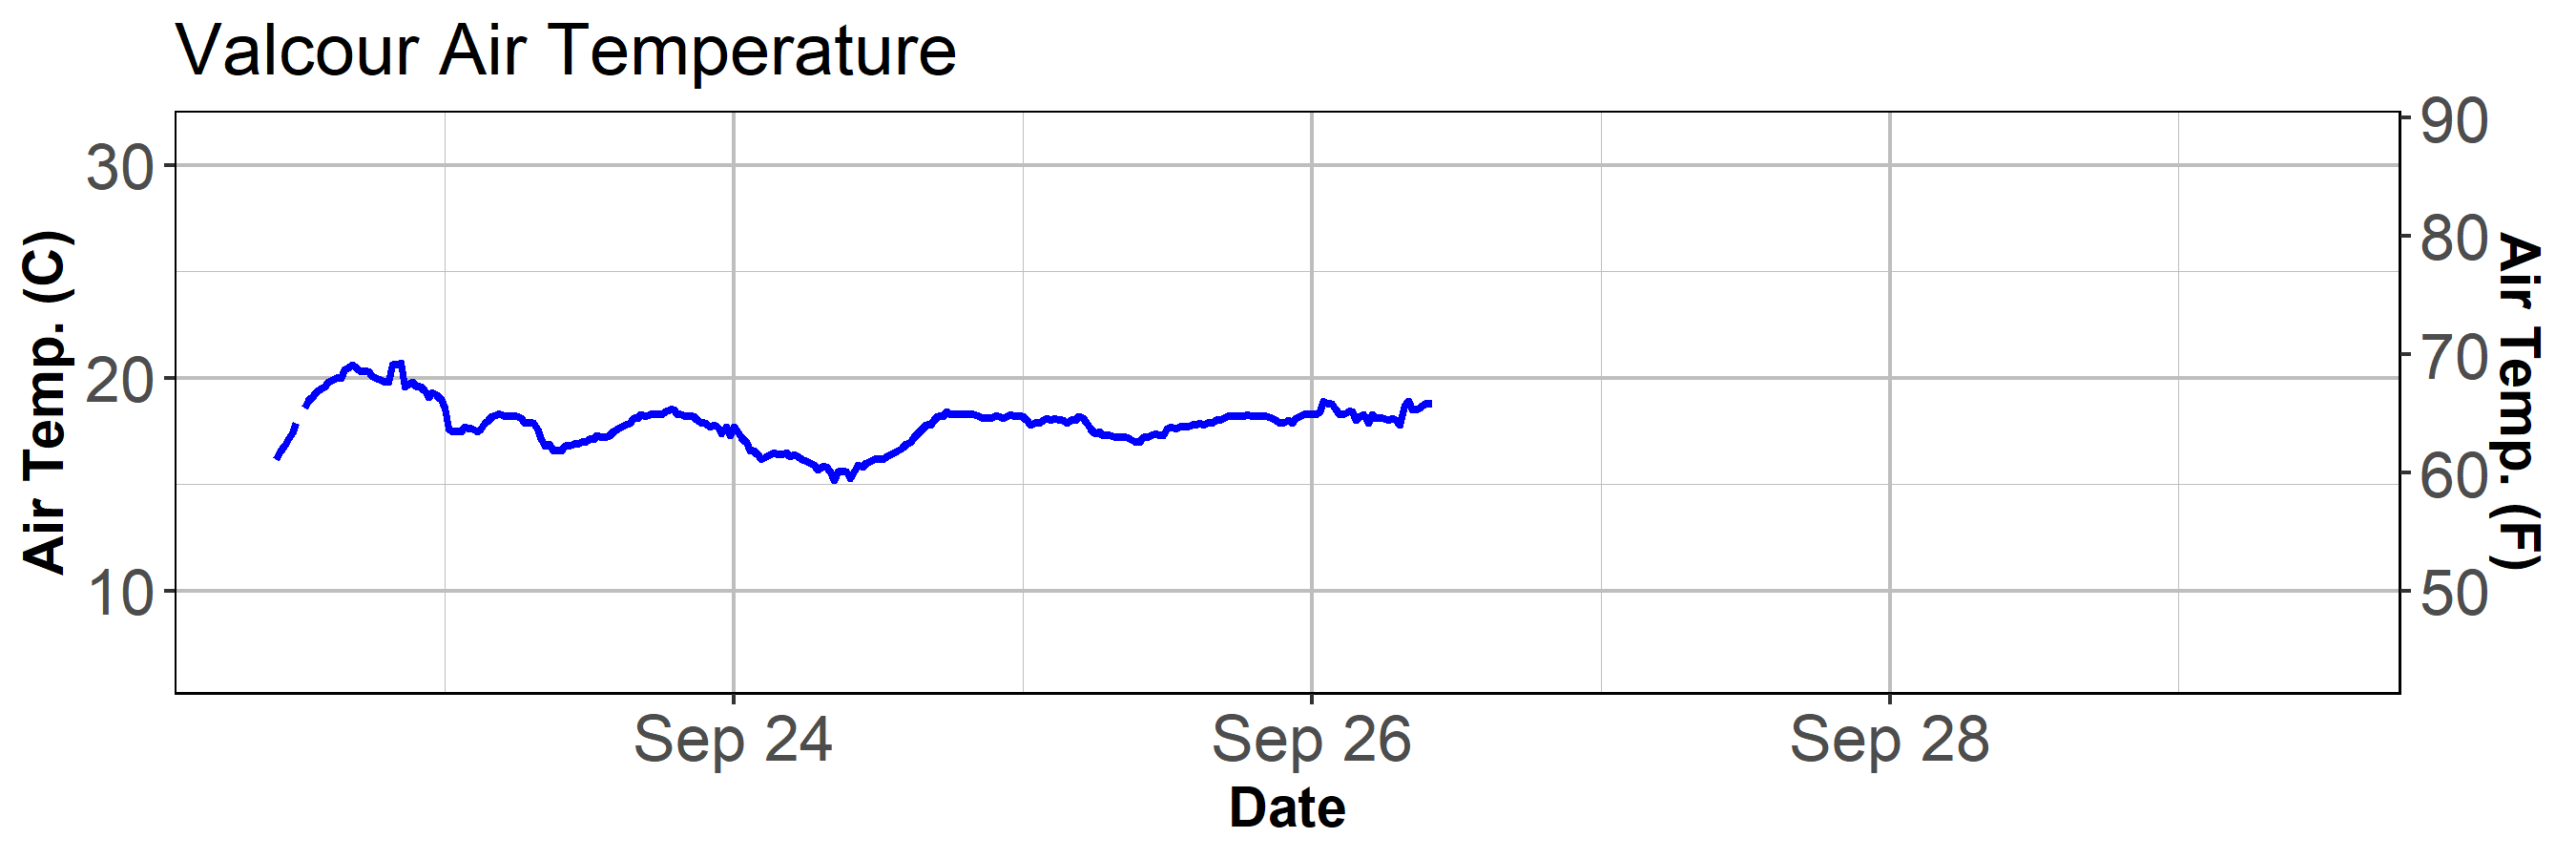 Valcour Air Temperature
Air Temp. (C)
30
20
10
90
80
70
60
50
Air Temp. (F)
Sep 24 Sep 26 Sep 28
Date